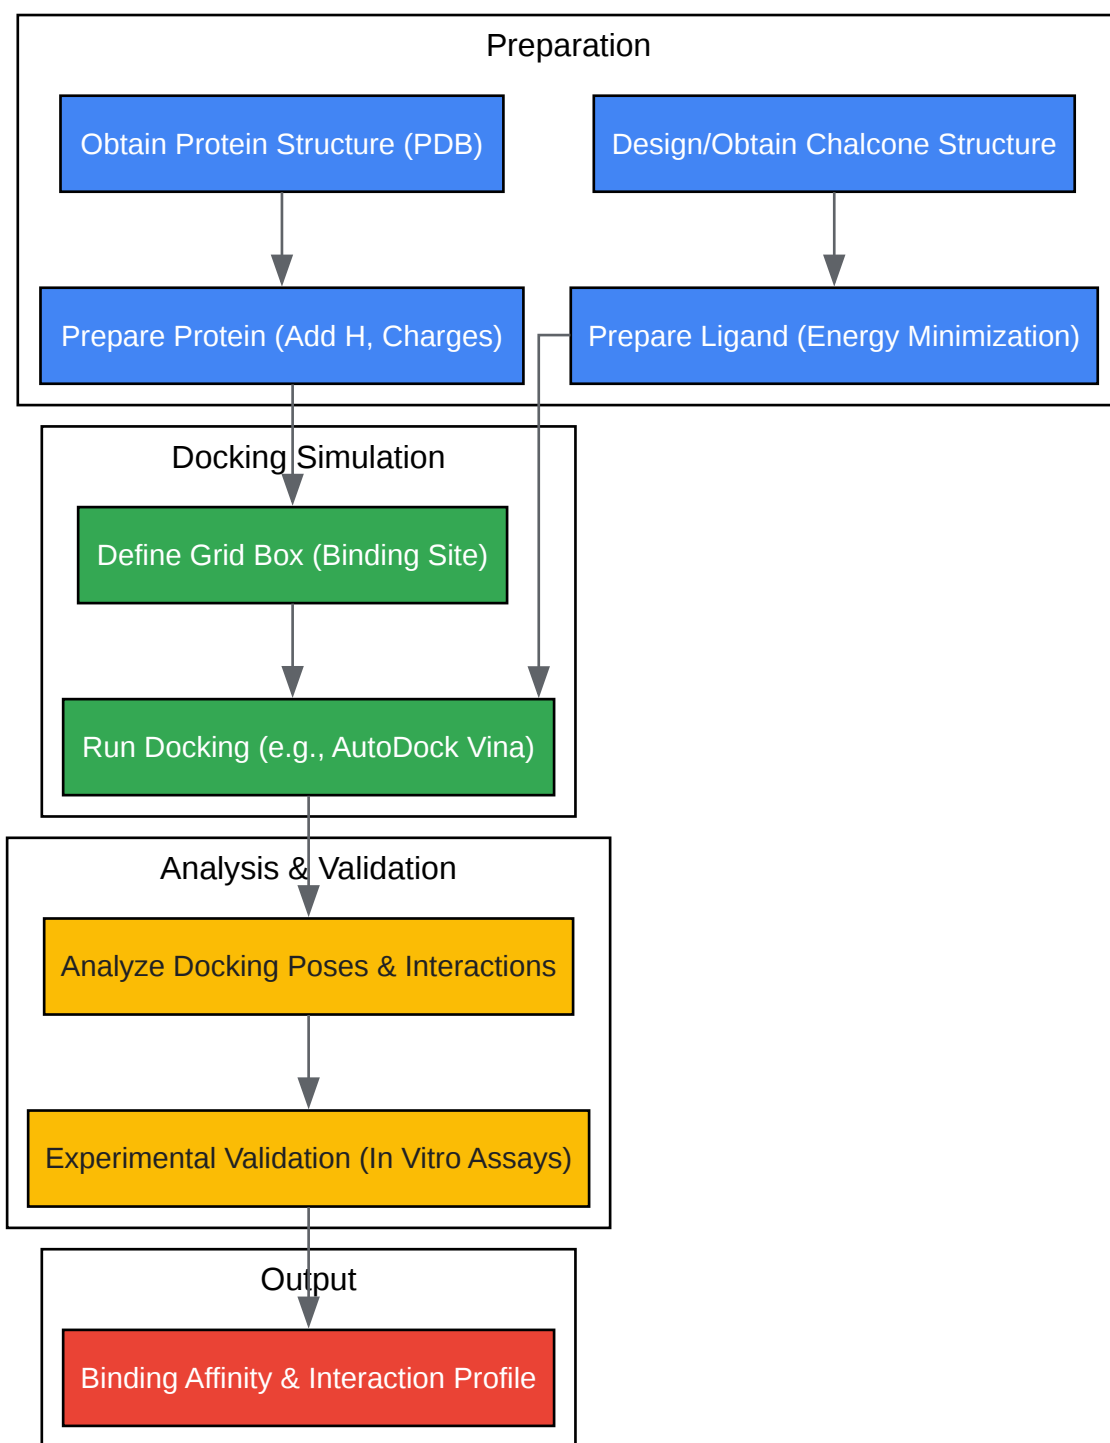 Preparation
Obtain Protein Structure (PDB)
Design/Obtain Chalcone Structure
Prepare Protein (Add H, Charges)
Prepare Ligand (Energy Minimization)
Docking Simulation
Define Grid Box (Binding Site)
Run Docking (e.g., AutoDock Vina)
Analysis & Validation
Analyze Docking Poses & Interactions
Experimental Validation (In Vitro Assays)
Output
Binding Affinity & Interaction Profile